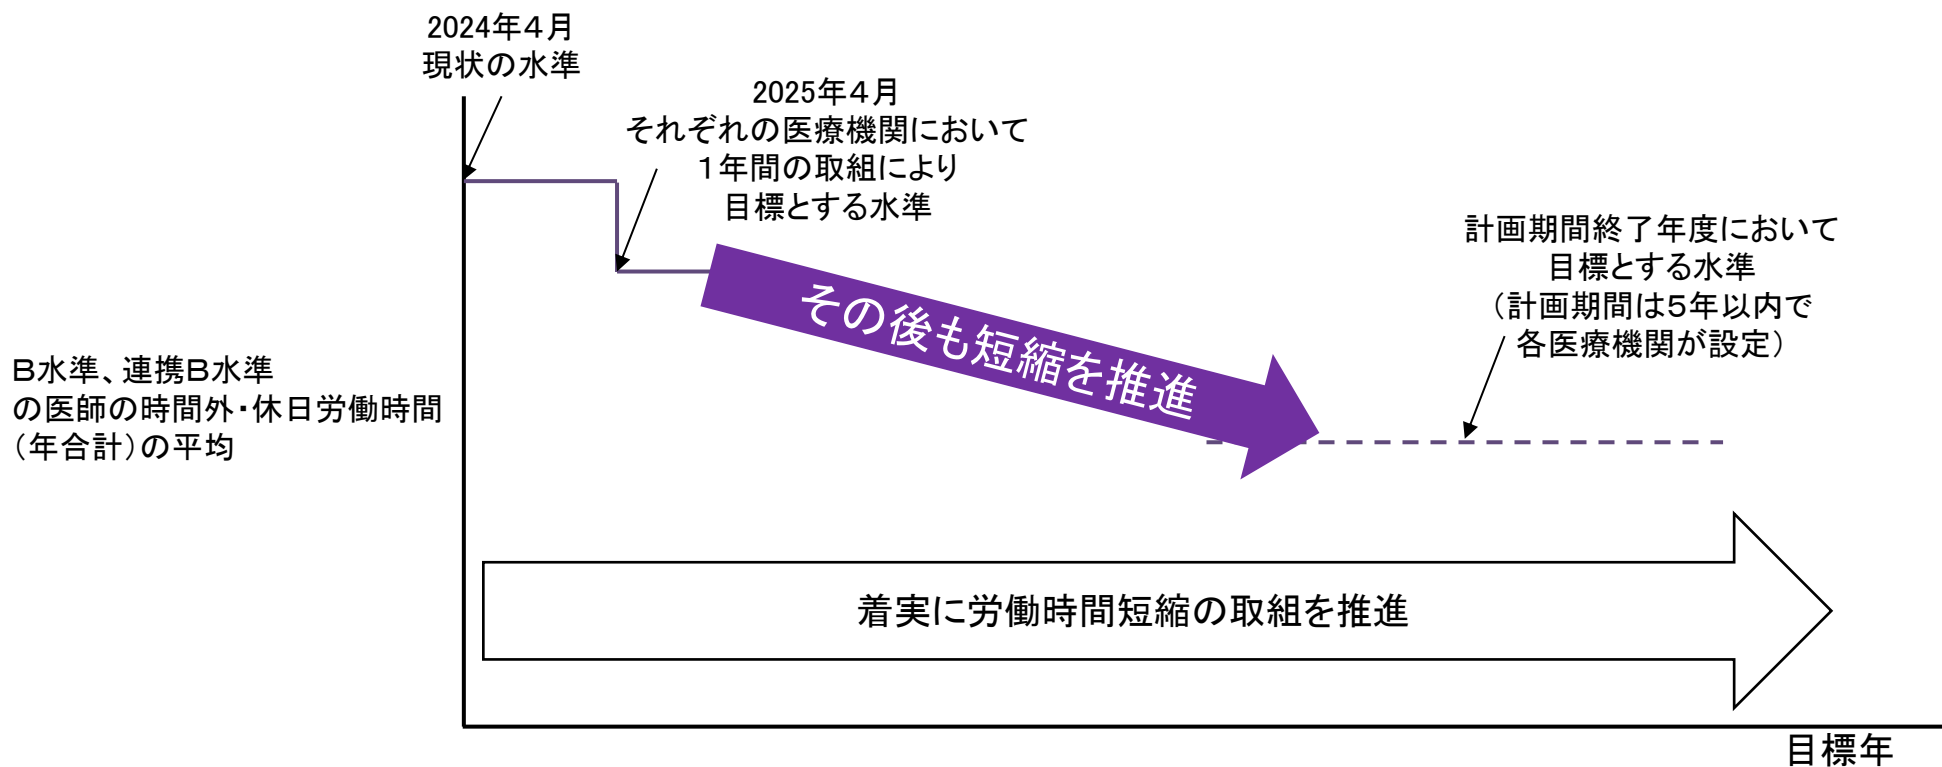 2024年４月
現状の水準
2025年４月
それぞれの医療機関において
１年間の取組により
目標とする水準
計画期間終了年度において
目標とする水準
（計画期間は５年以内で
各医療機関が設定）
その後も短縮を推進
Ｂ水準、連携Ｂ水準
の医師の時間外・休日労働時間
（年合計）の平均
着実に労働時間短縮の取組を推進
目標年